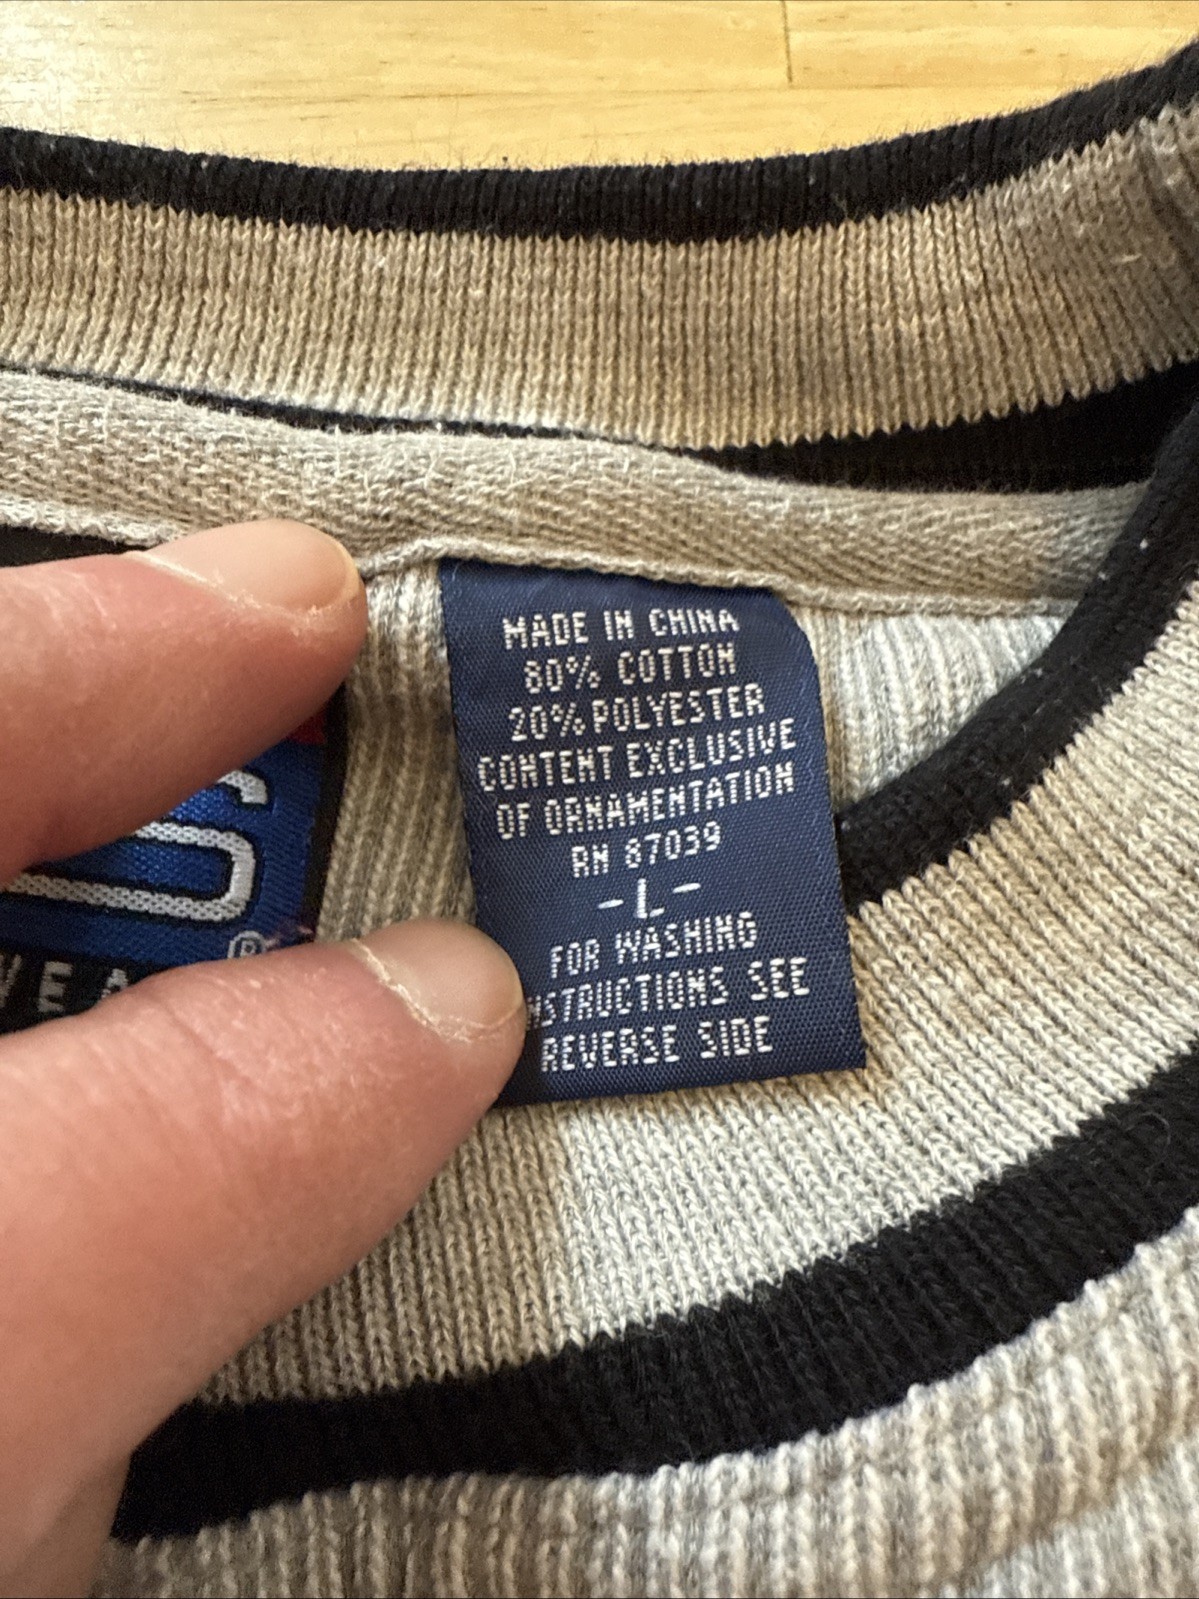 MADE IN CHINA
80% COTTON
20% POLYESTER
CONTENT EXCLUSIVE
OF ORNAMENTATION
RN 87039
-L-
FOR WASHING
INSTRUCTIONS SEE
REVERSE SIDE
®